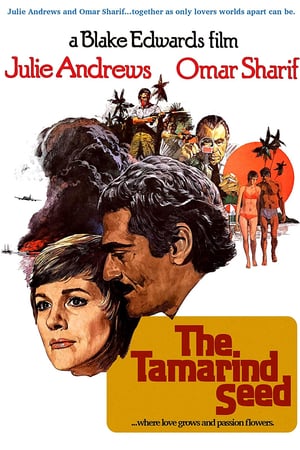 Julie Andrews and Omar Sharif...together as only lovers worlds apart can be.
a Blake Edwards film
Julie Andrews Omar Sharif
The
Tamarind
Seed
...where love grows and passion flowers.